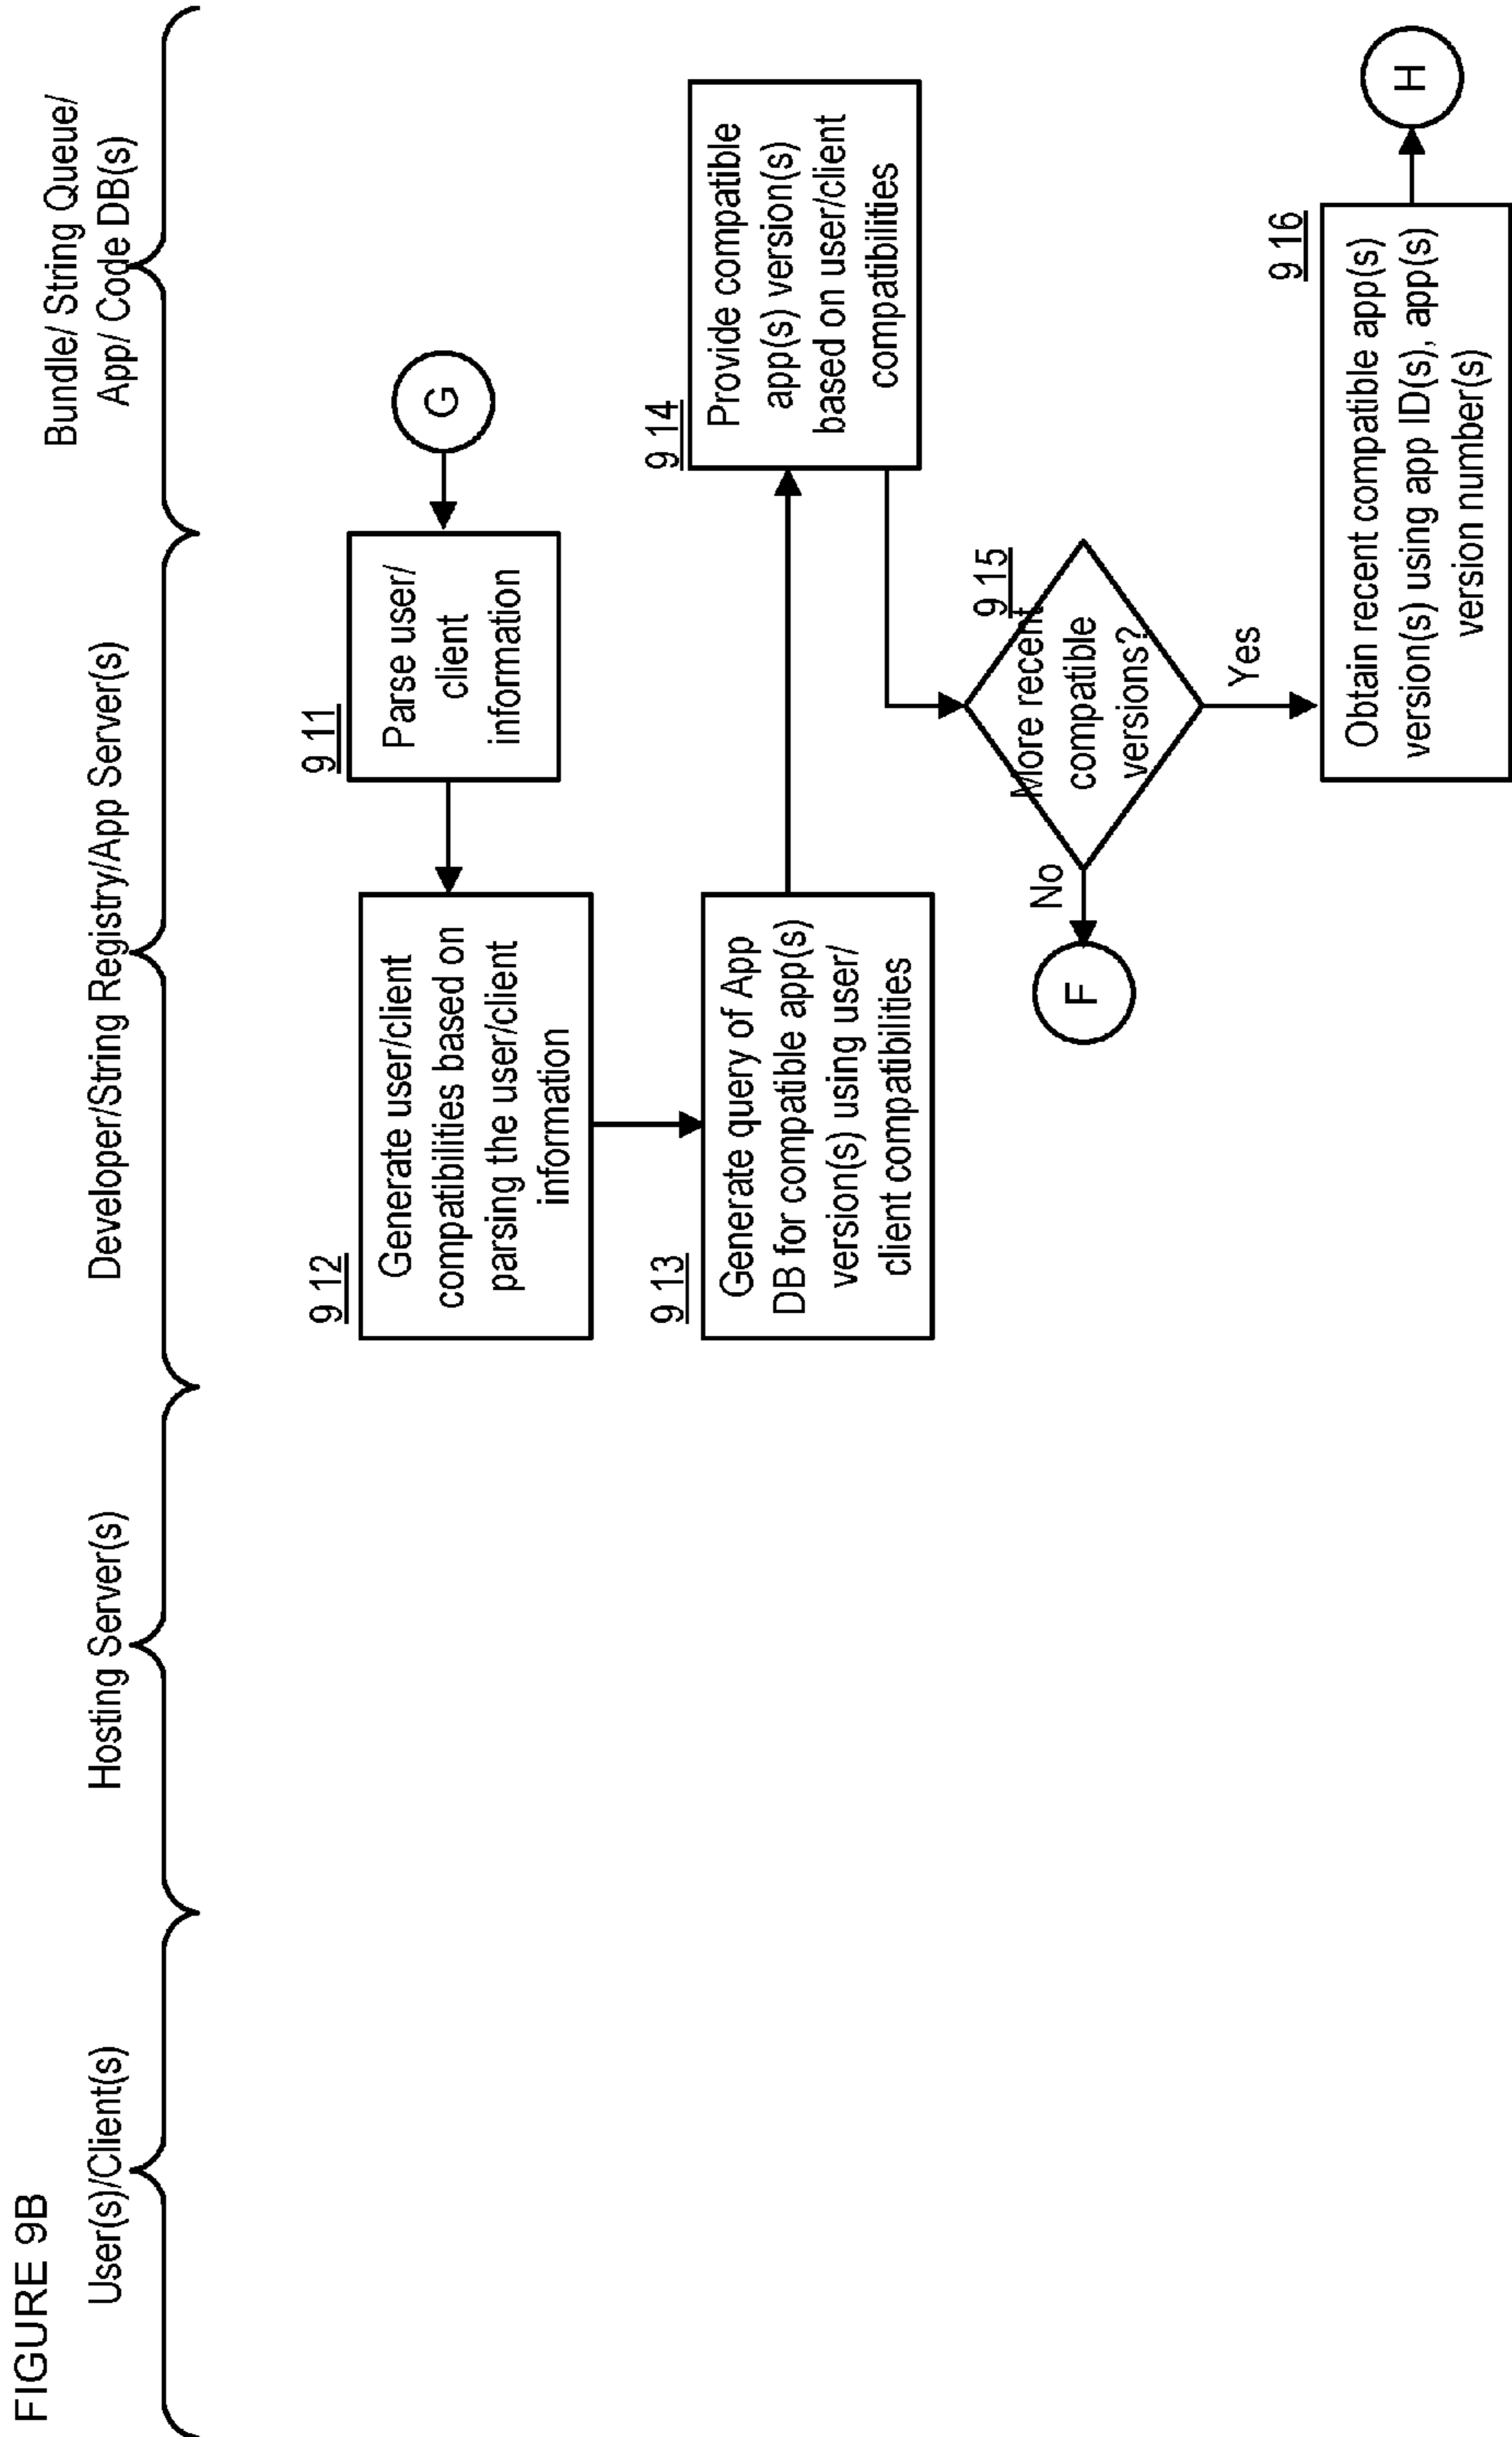 FIGURE 9B
User(s)/Client(s)
Hosting Server(s)
Developer/String Registry/App Server(s)
Bundle/ String Queue/
App/ Code DB(s)
G
9 11
Parse user/
client
information
9 12
Generate user/client
compatibilities based on
parsing the user/client
information
9 13
Generate query of App
DB for compatible app(s)
version(s) using user/
client compatibilities
9 14
Provide compatible
app(s) version(s)
based on user/client
compatibilities
9 15
More recent
compatible
versions?
No
F
Yes
9 16
Obtain recent compatible app(s)
version(s) using app ID(s), app(s)
version number(s)
H